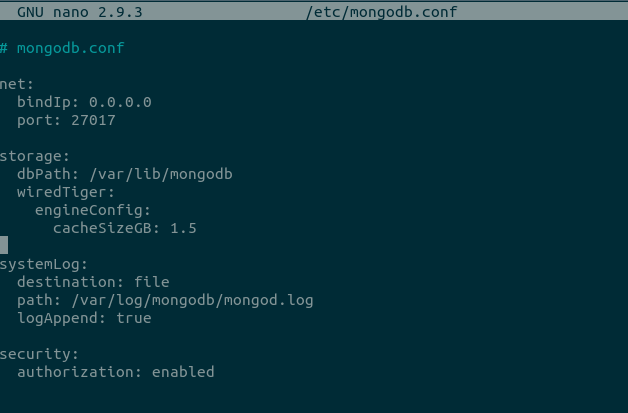 GNU nano 2.9.3 /etc/mongodb.conf
# mongodb.conf
net:
  bindIp: 0.0.0.0
  port: 27017
storage:
  dbPath: /var/lib/mongodb
  wiredTiger:
    engineConfig:
      cacheSizeGB: 1.5
systemLog:
  destination: file
  path: /var/log/mongodb/mongod.log
  logAppend: true
security:
  authorization: enabled